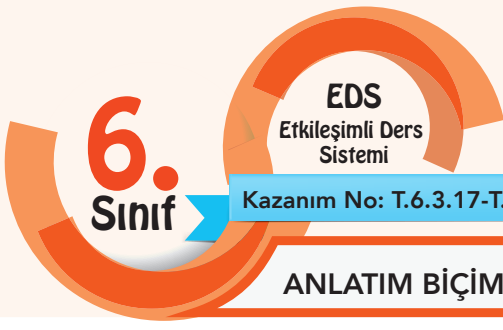 EDS
Etkileşimli Ders
Sistemi
6.
Sınıf
Kazanım No: T.6.3.17-T.
ANLATIM BİÇİM